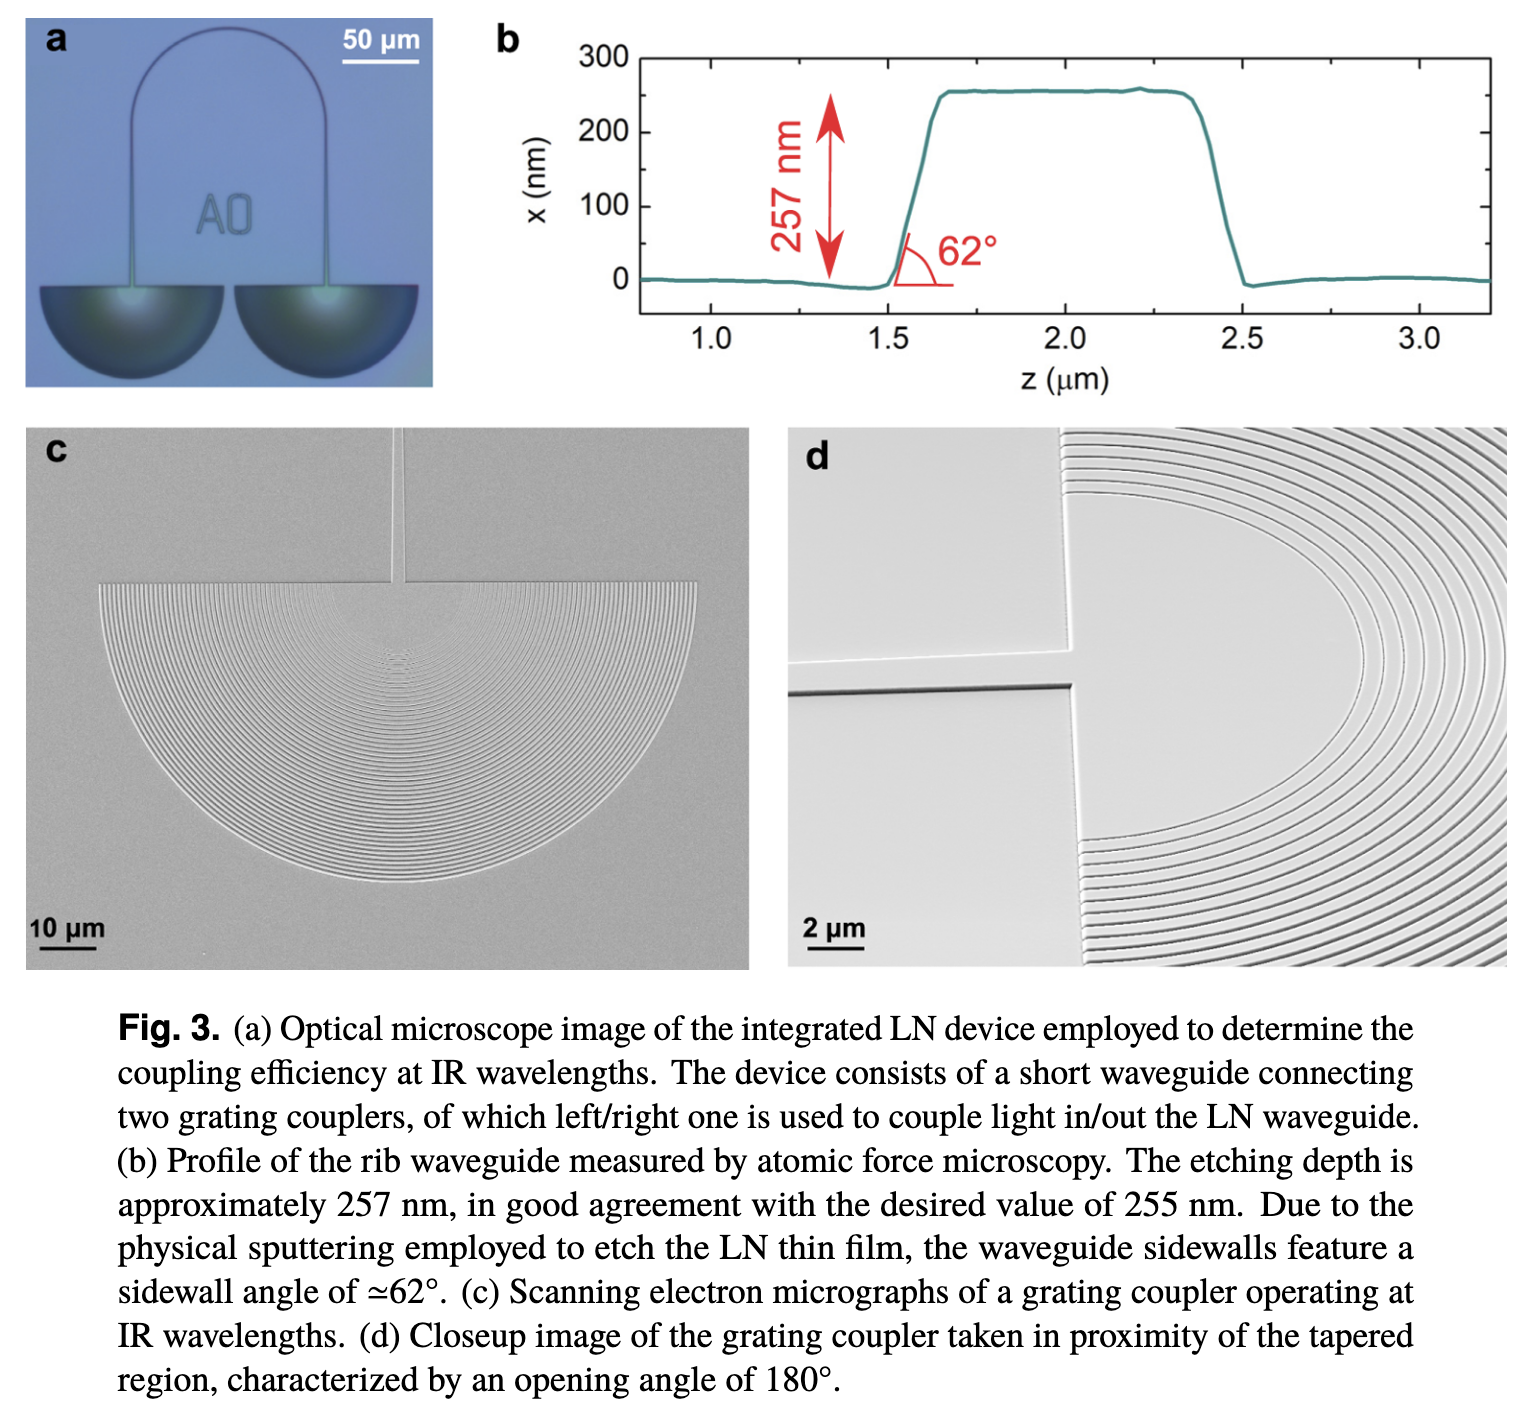 a
50 µm
AO
b
300
200
100
0
x (nm)
257 nm
62°
1.0
1.5
2.0
2.5
3.0
z (μm)
c
10 µm
d
2 µm
Fig. 3. (a) Optical microscope image of the integrated LN device employed to determine the
coupling efficiency at IR wavelengths. The device consists of a short waveguide connecting
two grating couplers, of which left/right one is used to couple light in/out the LN waveguide.
(b) Profile of the rib waveguide measured by atomic force microscopy. The etching depth is
approximately 257 nm, in good agreement with the desired value of 255 nm. Due to the
physical sputtering employed to etch the LN thin film, the waveguide sidewalls feature a
sidewall angle of ≃62°. (c) Scanning electron micrographs of a grating coupler operating at
IR wavelengths. (d) Closeup image of the grating coupler taken in proximity of the tapered
region, characterized by an opening angle of 180°.